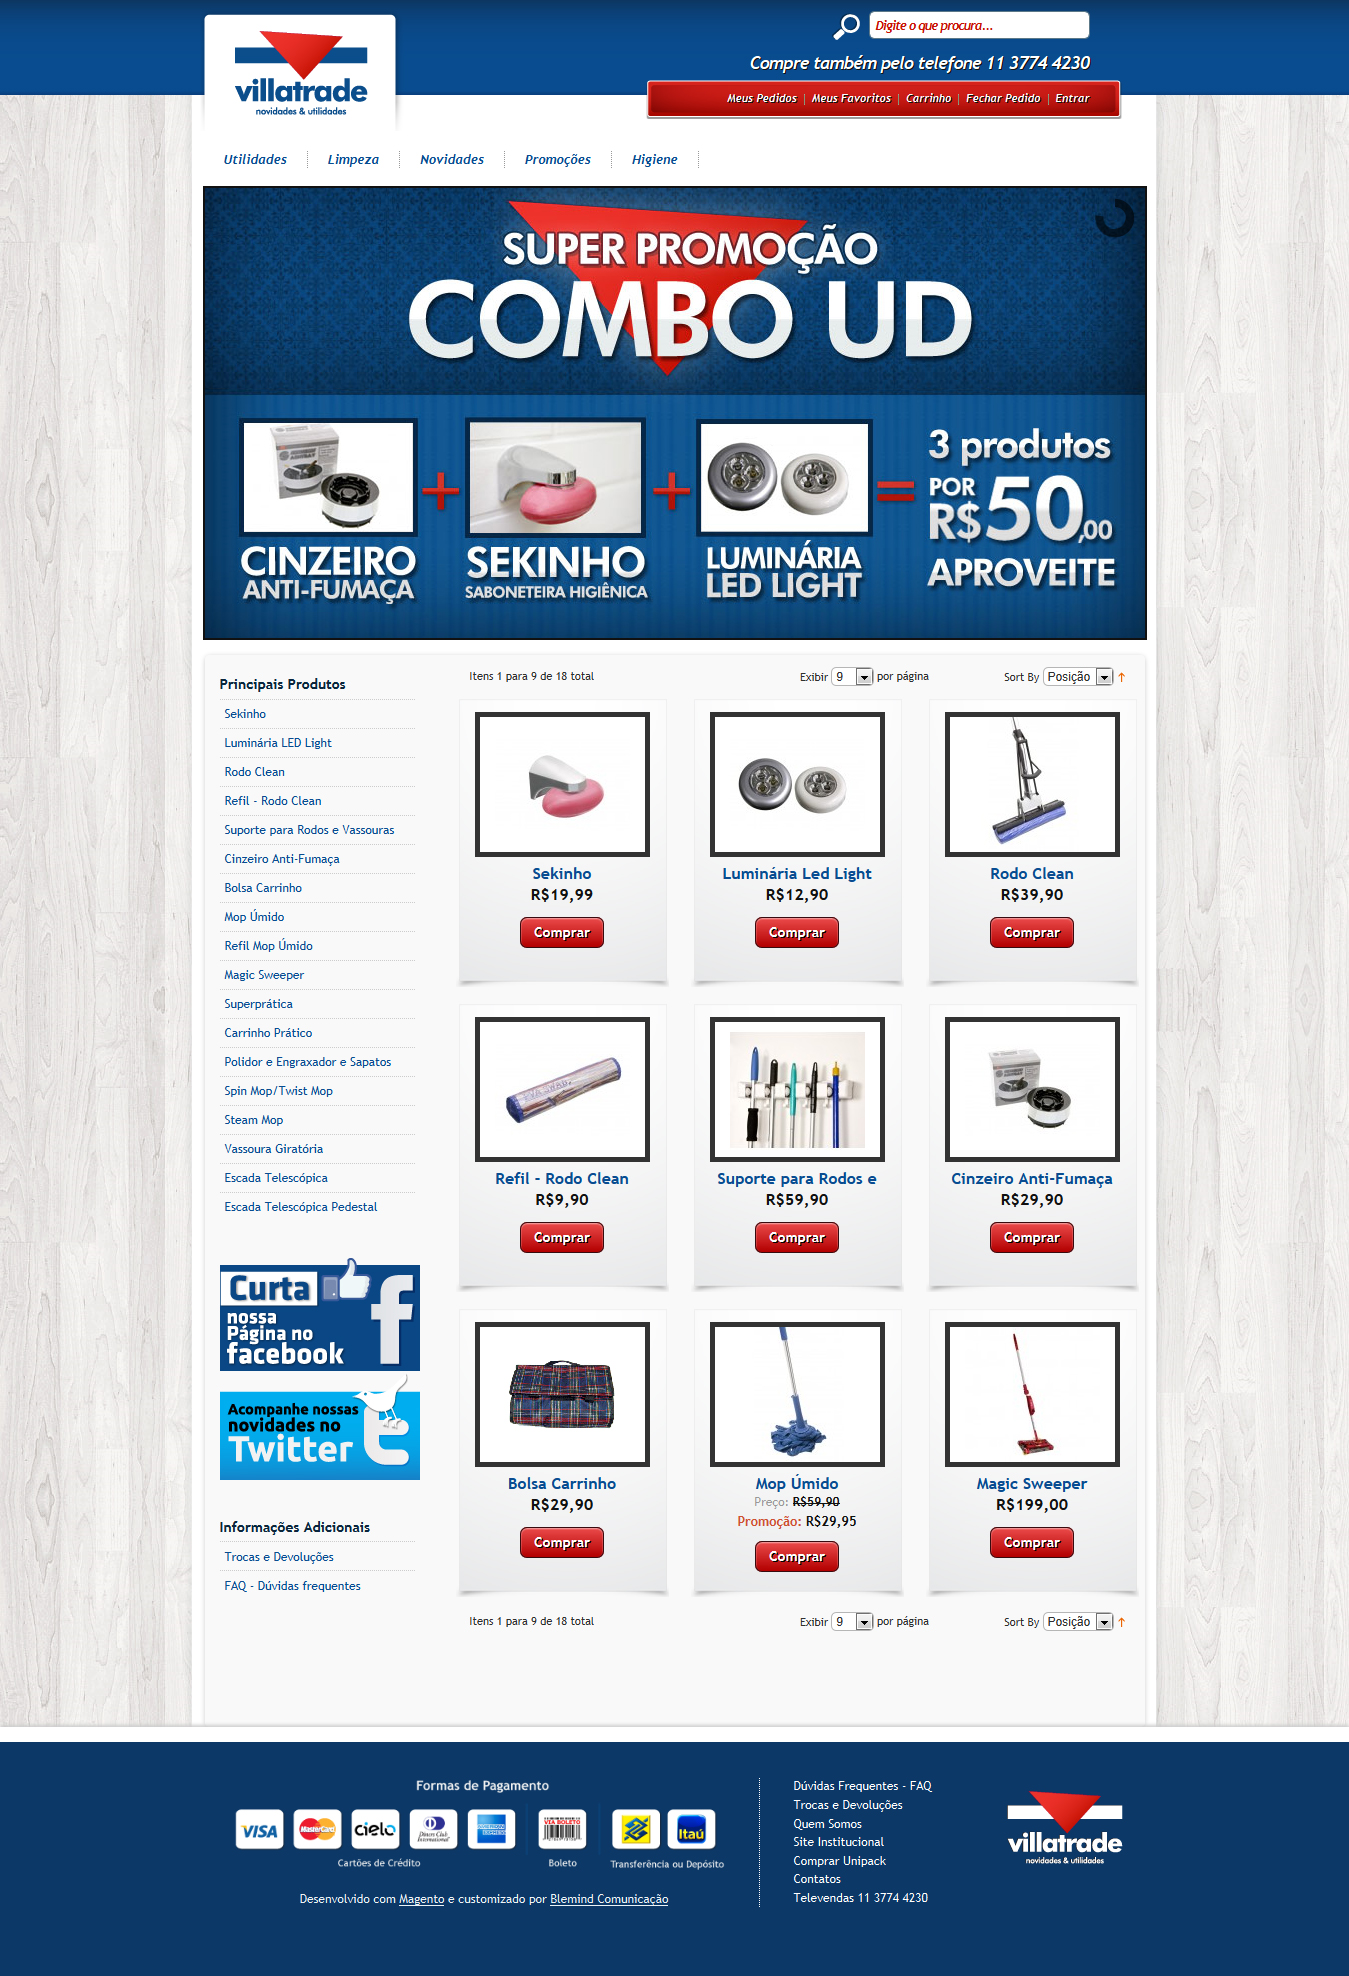 villatrade
novidades & utilidades
Digite o que procura...
Compre também pelo telefone 11 3774 4230
Meus Pedidos | Meus Favoritos | Carrinho | Fechar Pedido | Entrar
Utilidades
Limpeza
Novidades
Promoções
Higiene
SUPER PROMOÇÃO
COMBO UD
CINZEIRO
ANTI-FUMAÇA
+
SEKINHO
SABONETEIRA HIGIÊNICA
+
LUMINÁRIA
LED LIGHT
=
3 produtos
POR
R$50,00
APROVEITE
Principais Produtos
Sekinho
Luminária LED Light
Rodo Clean
Refil - Rodo Clean
Suporte para Rodos e Vassouras
Cinzeiro Anti-Fumaça
Bolsa Carrinho
Mop Úmido
Refil Mop Úmido
Magic Sweeper
Superprática
Carrinho Prático
Polidor e Engraxador e Sapatos
Spin Mop/Twist Mop
Steam Mop
Vassoura Giratória
Escada Telescópica
Escada Telescópica Pedestal
Curta
nossa
Página no
facebook
Acompanhe nossas
novidades no
Twitter
Informações Adicionais
Trocas e Devoluções
FAQ - Dúvidas frequentes
Itens 1 para 9 de 18 total
Exibir 9 por página
Sort By Posição
Sekinho
R$19,99
Comprar
Luminária Led Light
R$12,90
Comprar
Rodo Clean
R$39,90
Comprar
Refil - Rodo Clean
R$9,90
Comprar
Suporte para Rodos e
R$59,90
Comprar
Cinzeiro Anti-Fumaça
R$29,90
Comprar
Bolsa Carrinho
R$29,90
Comprar
Mop Úmido
Preço: R$59,90
Promoção: R$29,95
Comprar
Magic Sweeper
R$199,00
Comprar
Itens 1 para 9 de 18 total
Exibir 9 por página
Sort By Posição
Formas de Pagamento
VISA
MasterCard
cielo
Diners Club
International
AMERICAN EXPRESS
VIA BOLETO
Itaú
Cartões de Crédito
Boleto
Transferência ou Depósito
Desenvolvido com Magento e customizado por Blemind Comunicação
Dúvidas Frequentes - FAQ
Trocas e Devoluções
Quem Somos
Site Institucional
Comprar Unipack
Contatos
Televendas 11 3774 4230
villatrade
novidades & utilidades